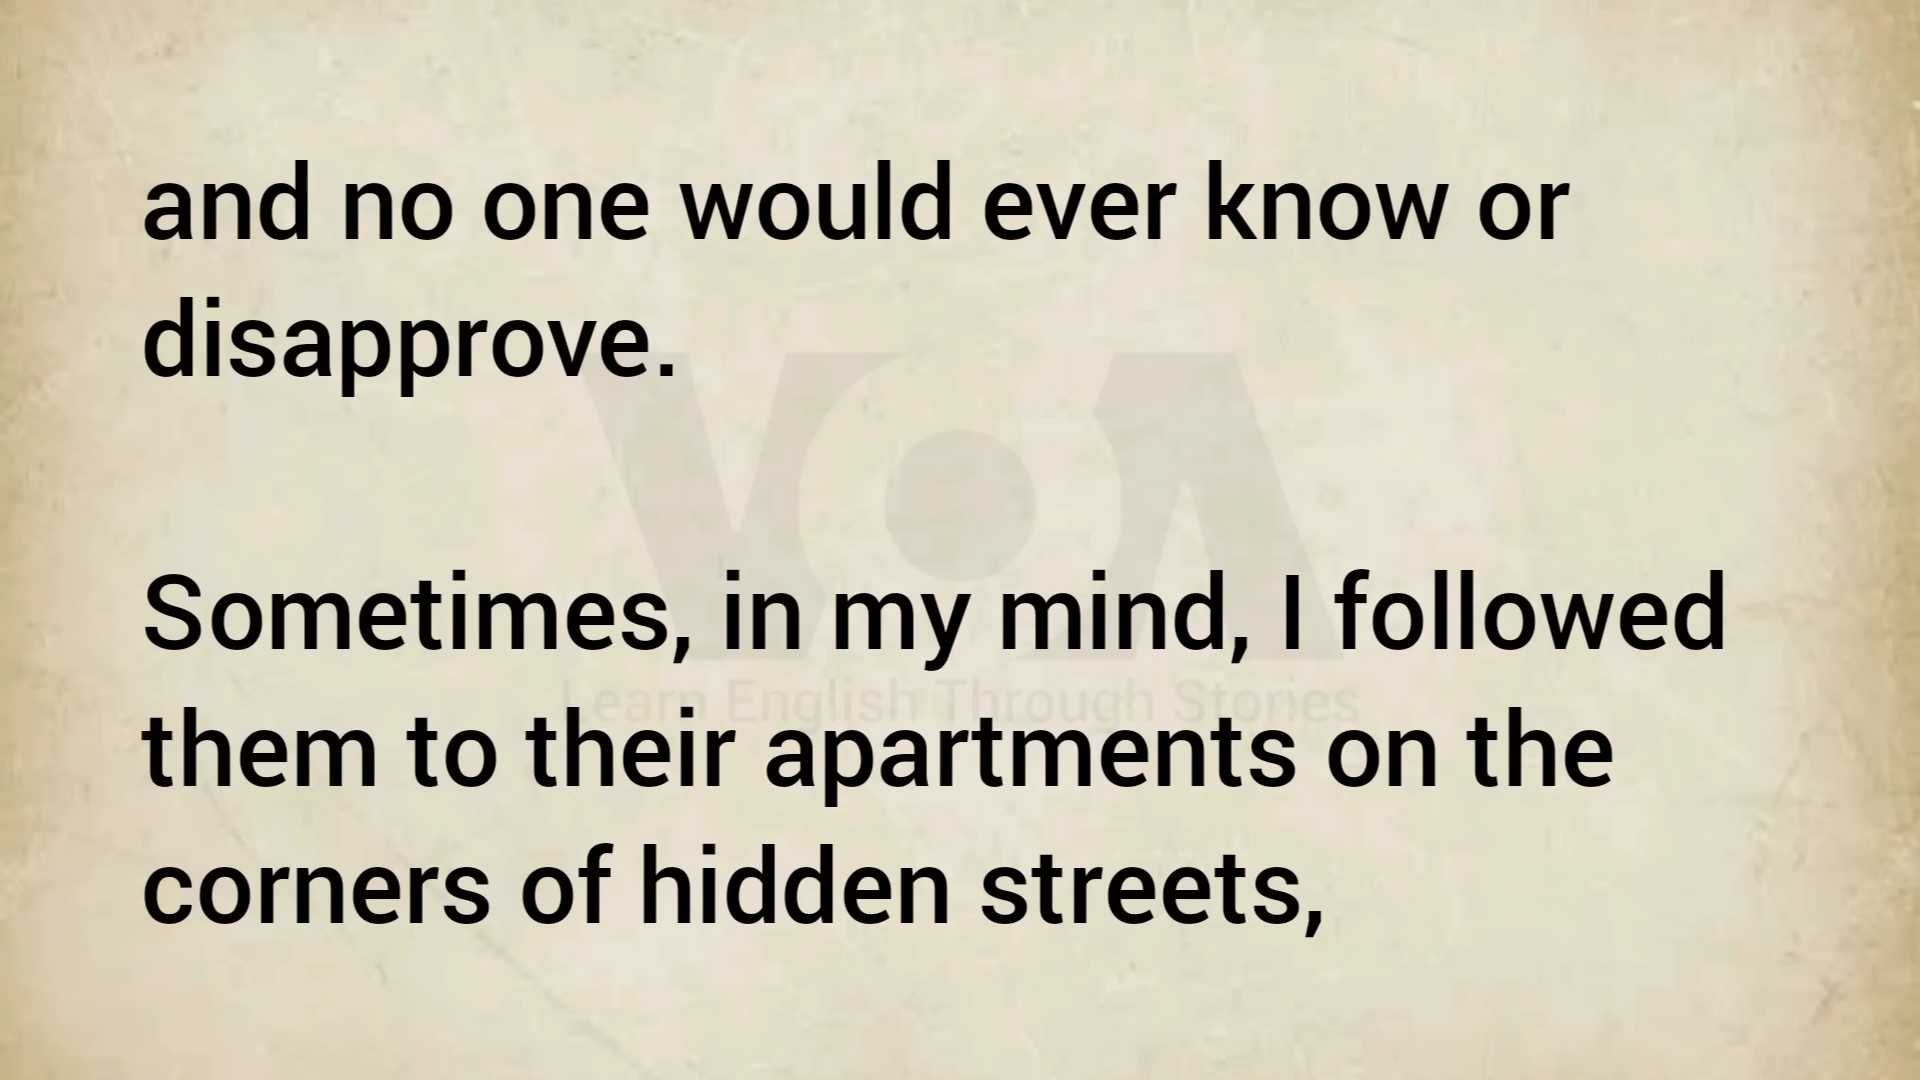 and no one would ever know or
disapprove.
VOA
Sometimes, in my mind, I followed
Learn English Through Stories
them to their apartments on the
corners of hidden streets,